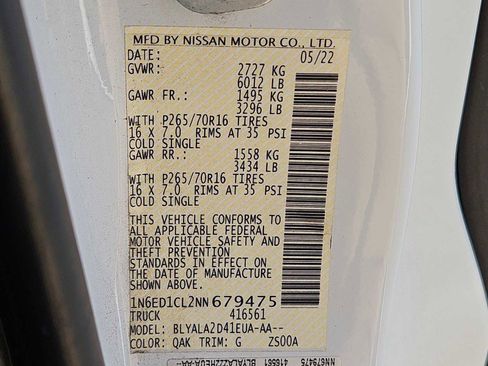 MFD BY NISSAN MOTOR CO., LTD.
DATE: 05/22
GVWR: 2727 KG
6012 LB
GAWR FR.: 1495 KG
3296 LB
WITH P265/70R16 TIRES
16 X 7.0 RIMS AT 35 PSI
COLD SINGLE
GAWR RR.: 1558 KG
3434 LB
WITH P265/70R16 TIRES
16 X 7.0 RIMS AT 35 PSI
COLD SINGLE
THIS VEHICLE CONFORMS TO
ALL APPLICABLE FEDERAL
MOTOR VEHICLE SAFETY AND
THEFT PREVENTION
STANDARDS IN EFFECT ON
THE DATE OF MANUFACTURE
SHOWN ABOVE.
1N6ED1CL2NN679475
TRUCK 416561
MODEL: BLYALA2D41EUA-AA--
COLOR: QAK TRIM: G ZS00A
NN679475 416561